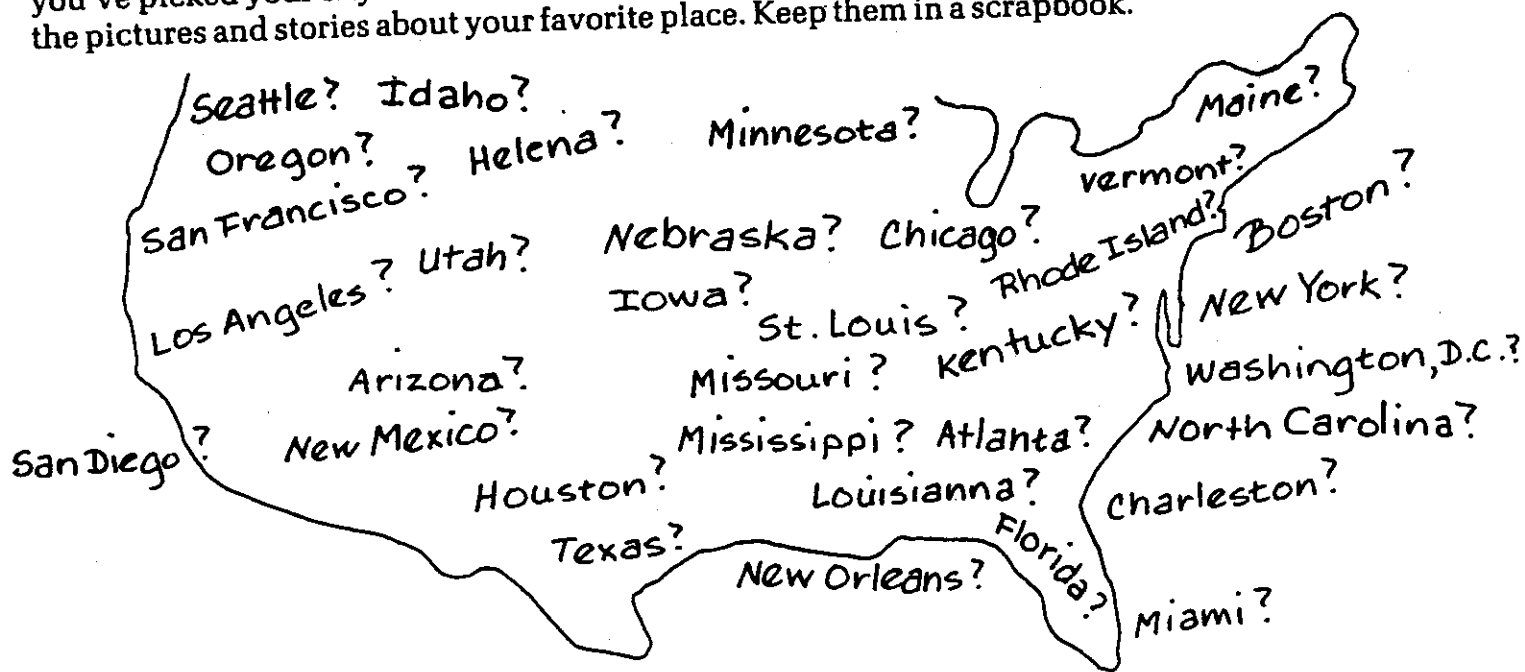 the pictures and stories about your favorite place. Keep them in a scrapbook.
Seattle? Idaho?
Maine?
Oregon? Helena? Minnesota?
Vermont?
San Francisco?
Utah? Nebraska? Chicago? Rhode Island? Boston?
Los Angeles? Iowa? St. Louis? Kentucky? New York?
Arizona? Missouri? Washington, D.C.?
San Diego? New Mexico? Mississippi? Atlanta? North Carolina?
Houston? Louisianna? Charleston?
Texas? New Orleans? Florida?
Miami?